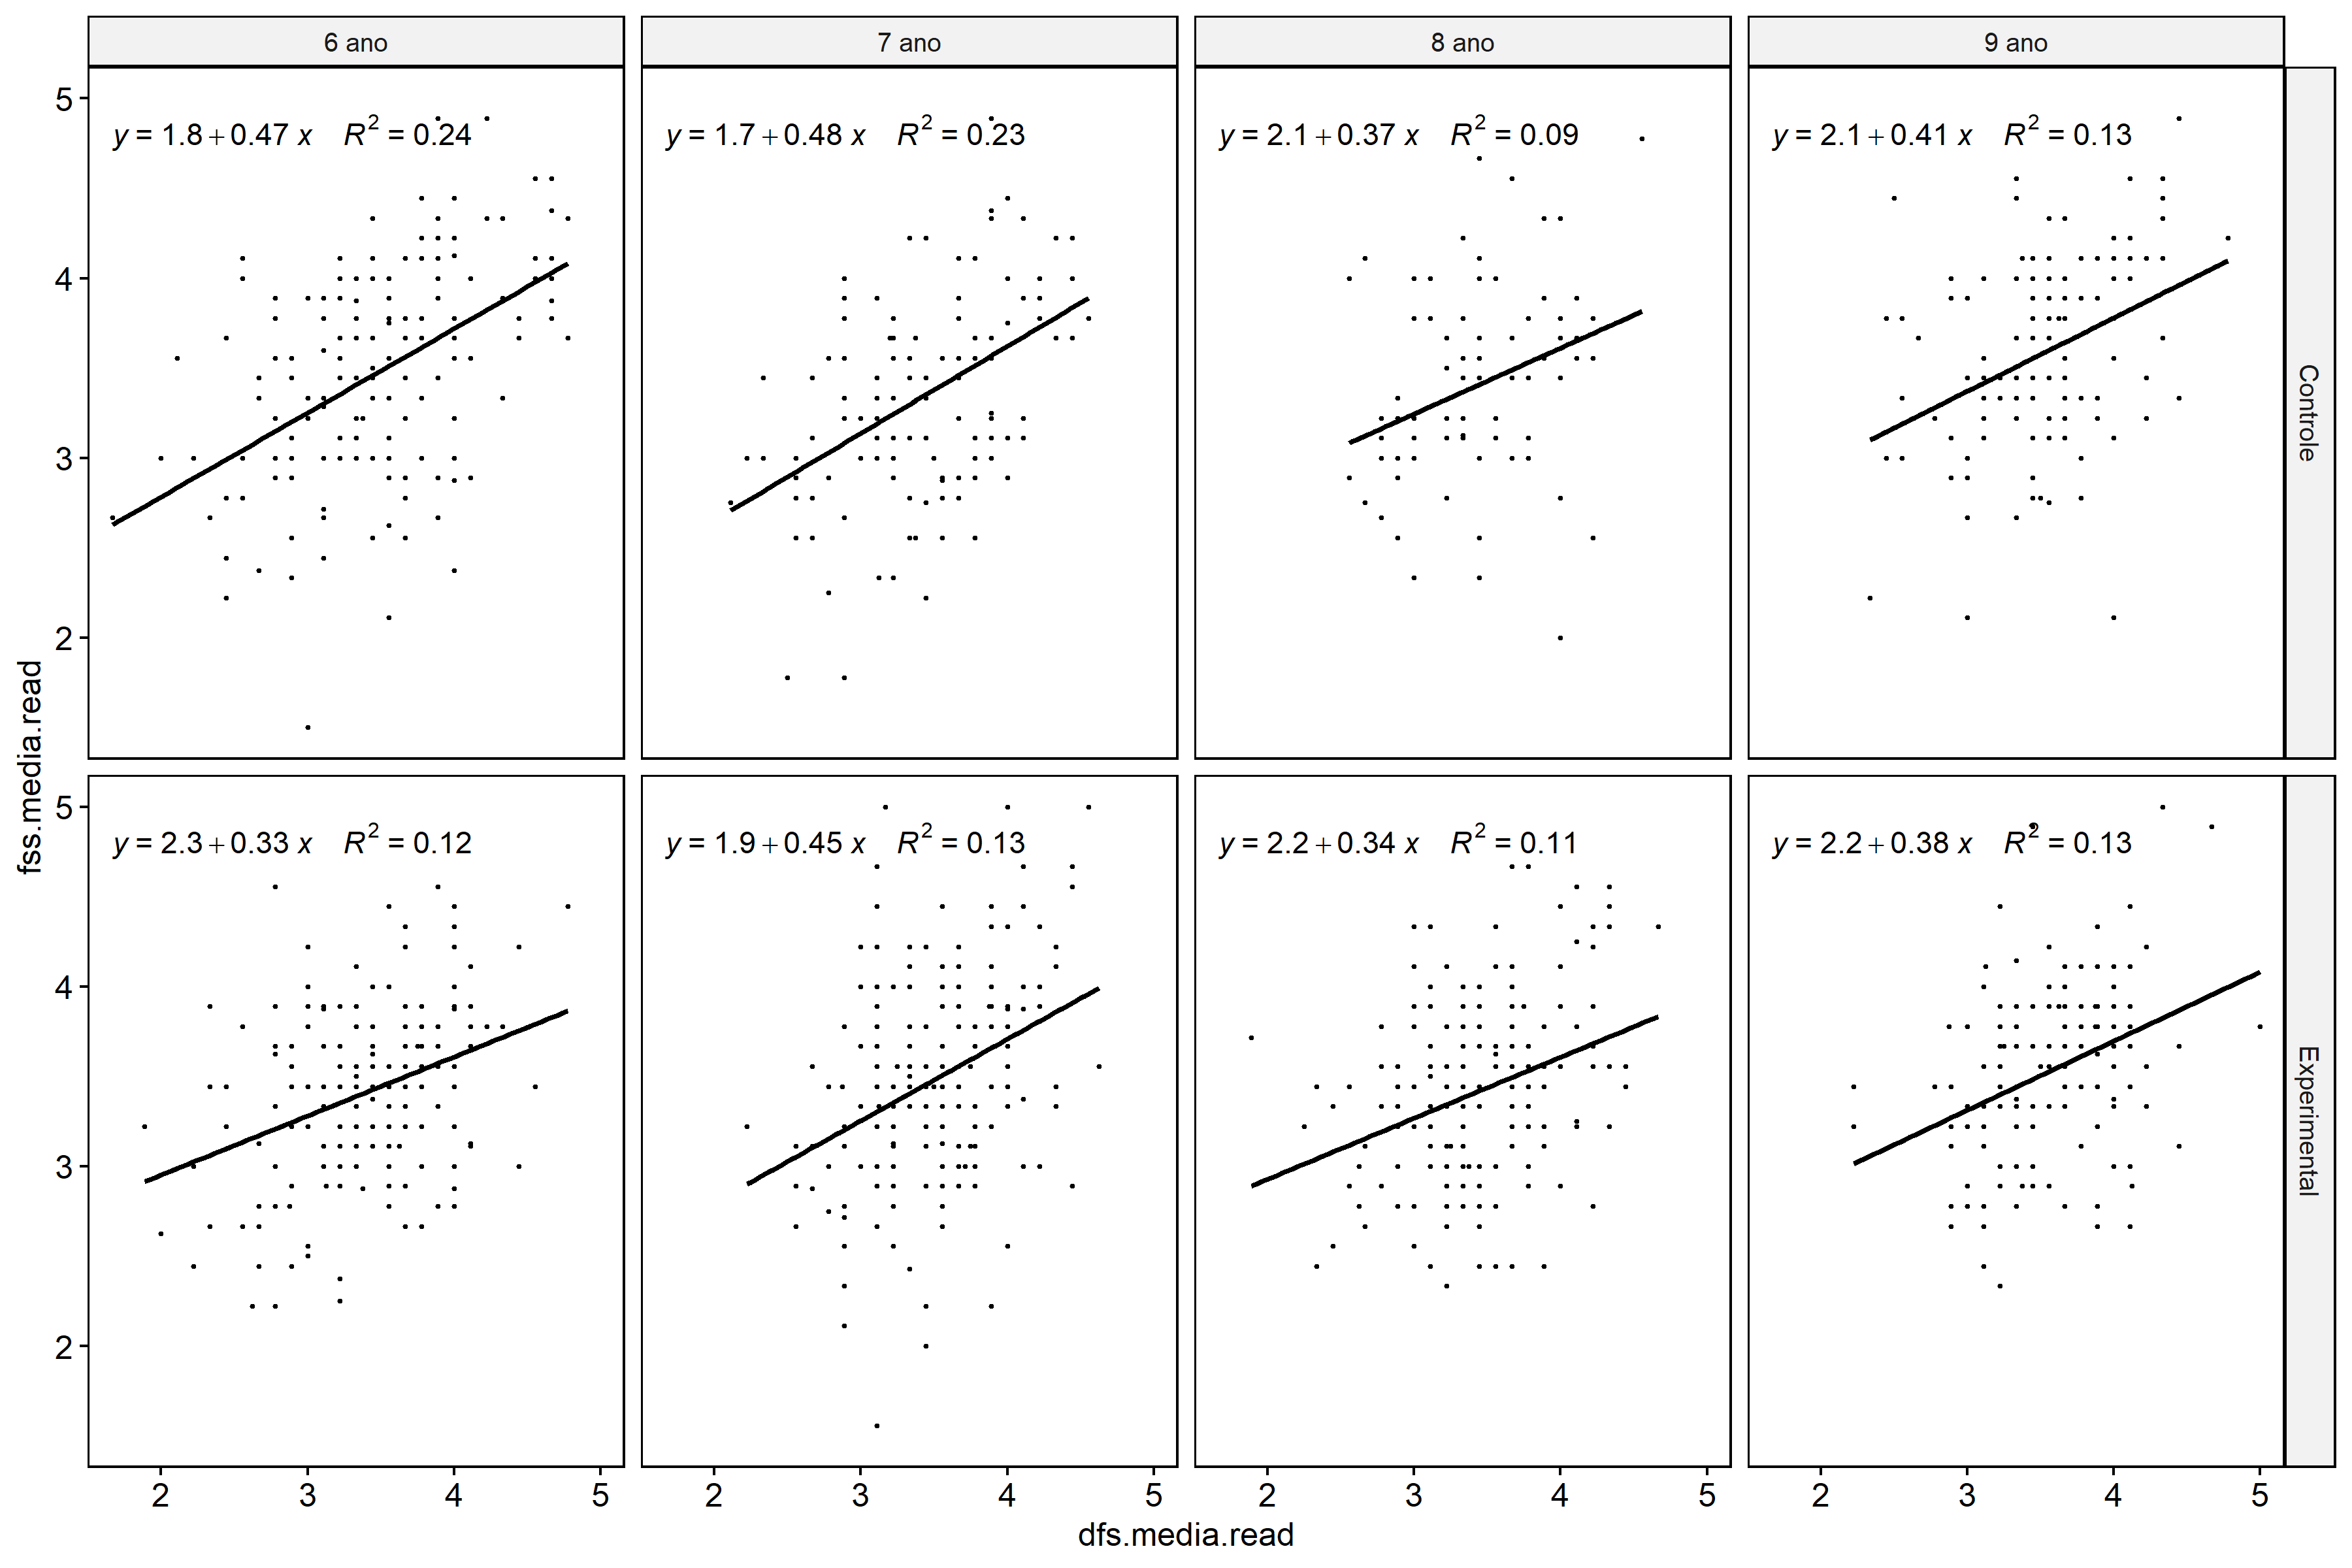 6 ano 7 ano 8 ano 9 ano
5
y = 1.8 + 0.47 x R² = 0.24
y = 1.7 + 0.48 x R² = 0.23
y = 2.1 + 0.37 x R² = 0.09
y = 2.1 + 0.41 x R² = 0.13
4
3
2
Controle
fss.media.read
5
y = 2.3 + 0.33 x R² = 0.12
y = 1.9 + 0.45 x R² = 0.13
y = 2.2 + 0.34 x R² = 0.11
y = 2.2 + 0.38 x R² = 0.13
4
3
2
Experimental
2 3 4 5 2 3 4 5 2 3 4 5 2 3 4 5
dfs.media.read